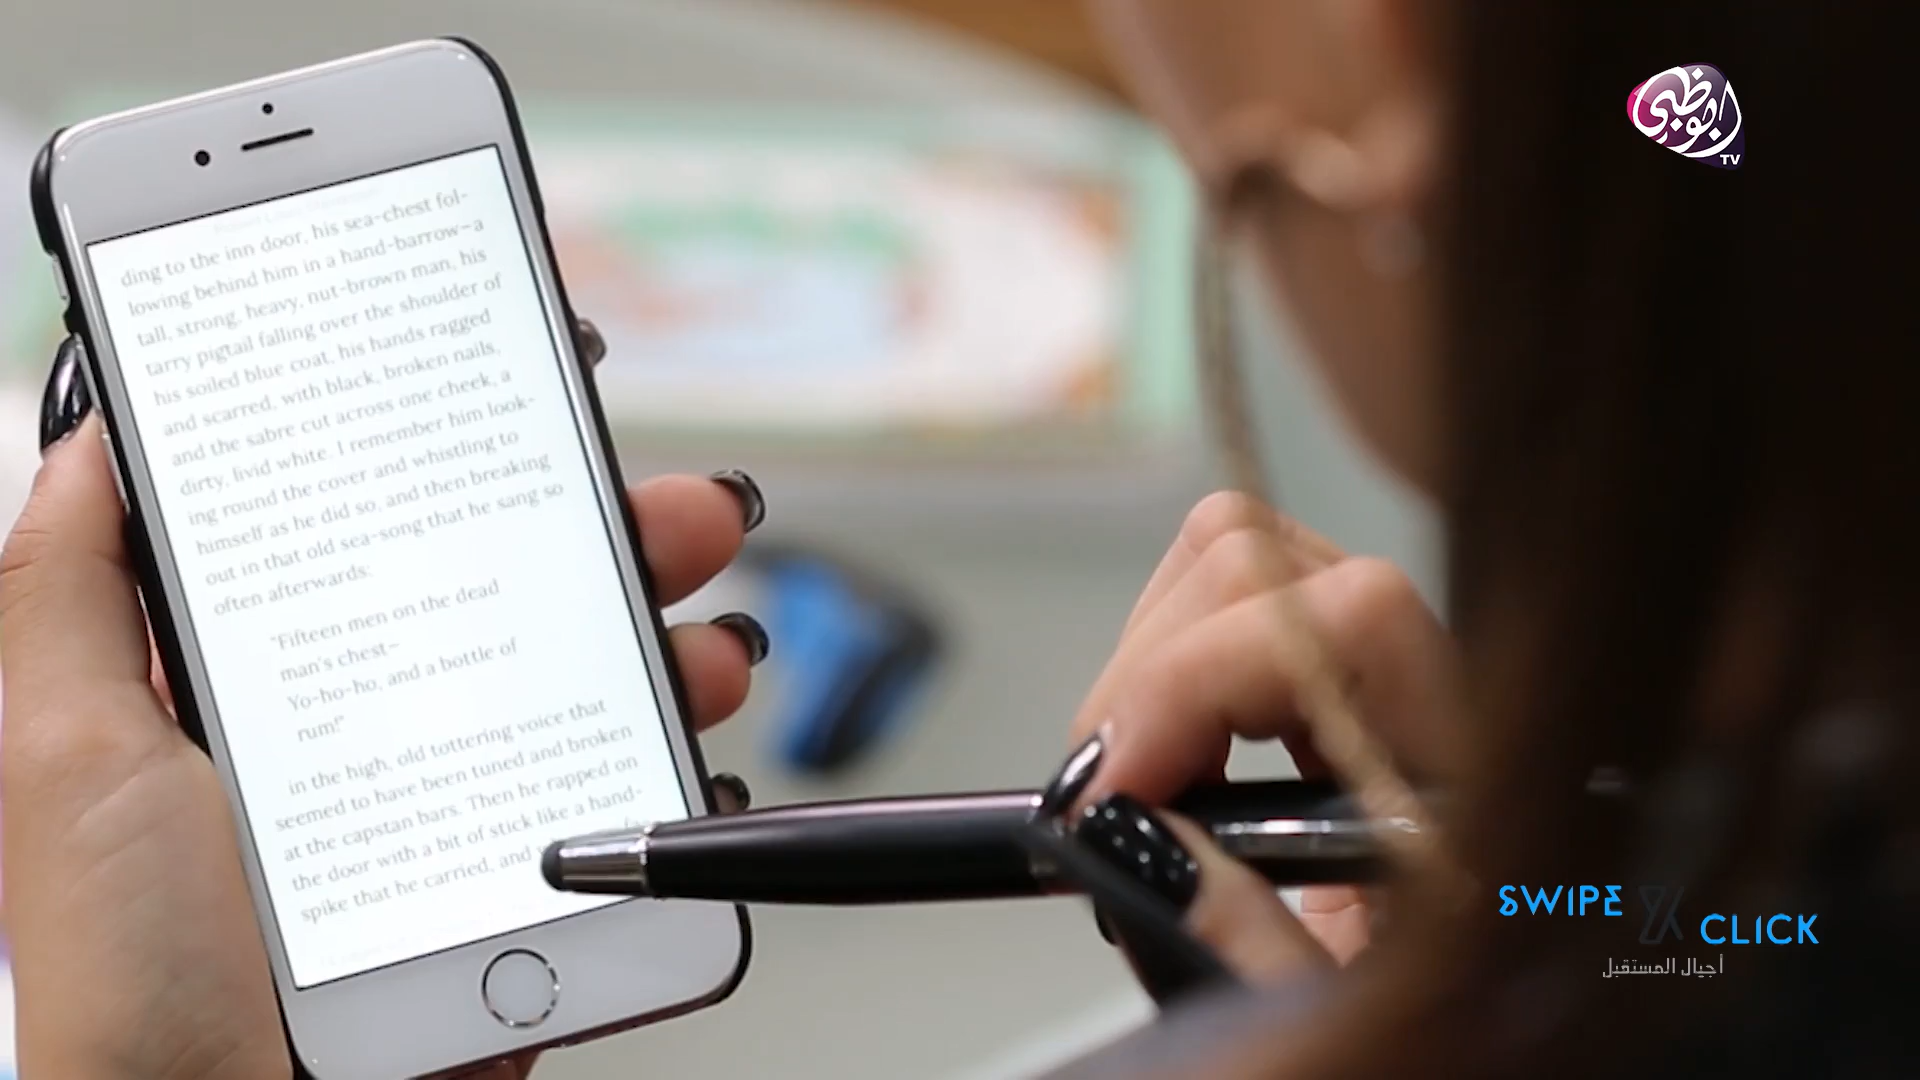 ding to the inn door, his sea-chest fol-
lowing behind him in a hand-barrow—a
tall, strong, heavy, nut-brown man, his
tarry pigtail falling over the shoulder of
his soiled blue coat, his hands ragged
and scarred, with black, broken nails,
and the sabre cut across one cheek, a
dirty, livid white. I remember him look-
ing round the cover and whistling to
himself as he did so, and then breaking
out in that old sea-song that he sang so
often afterwards:
"Fifteen men on the dead
man's chest—
Yo-ho-ho, and a bottle of
rum!"
in the high, old tottering voice that
seemed to have been tuned and broken
at the capstan bars. Then he rapped on
the door with a bit of stick like a hand-
spike that he carried, and
أبوظبي
TV
SWIPE
CLICK
أجيال المستقبل